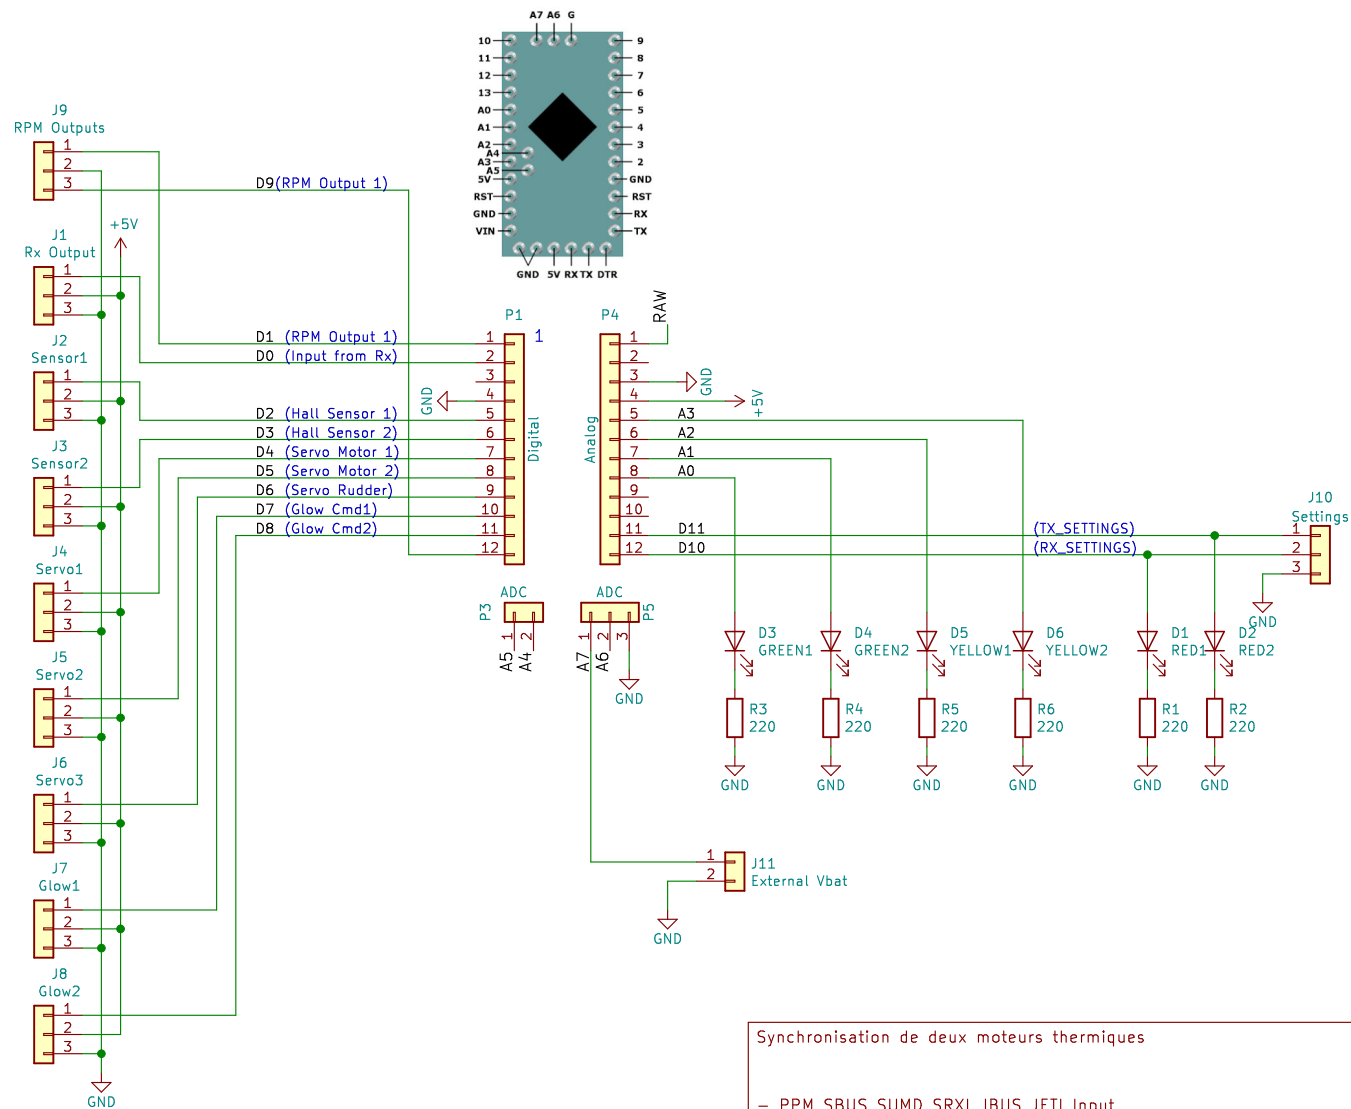 A7 A6 G
10 9
11 8
12 7
13 6
A0 5
A1 4
A2 3
A4
A3 2
A5
5V GND
RST RST
GND RX
VIN TX
GND 5V RX TX DTR
J9
RPM Outputs
1
2
3
D9(RPM Output 1)
+5V
J1
Rx Output
1
2
3
J2
Sensor1
1
2
3
J3
Sensor2
1
2
3
J4
Servo1
1
2
3
J5
Servo2
1
2
3
J6
Servo3
1
2
3
J7
Glow1
1
2
3
J8
Glow2
1
2
3
GND
D1 (RPM Output 1)
D0 (Input from Rx)
GND
D2 (Hall Sensor 1)
D3 (Hall Sensor 2)
D4 (Servo Motor 1)
D5 (Servo Motor 2)
D6 (Servo Rudder)
D7 (Glow Cmd1)
D8 (Glow Cmd2)
P1
1
Digital
1
2
3
4
5
6
7
8
9
10
11
12
P4
Analog
1
2
3
4
5
6
7
8
9
10
11
12
RAW
GND
+5V
A3
A2
A1
A0
D11 (TX_SETTINGS)
D10 (RX_SETTINGS)
J10
Settings
1
2
3
GND
P3
ADC
1
2
A5
A4
ADC
P5
1
2
3
A7
A6
GND
D3
GREEN1
D4
GREEN2
D5
YELLOW1
D6
YELLOW2
D1
RED1
D2
RED2
R3
220
R4
220
R5
220
R6
220
R1
220
R2
220
GND
GND
GND
GND
GND
GND
1
2
J11
External Vbat
GND
Synchronisation de deux moteurs thermiques
– PPM SBUS SUMD SRXL IBUS JETI Input